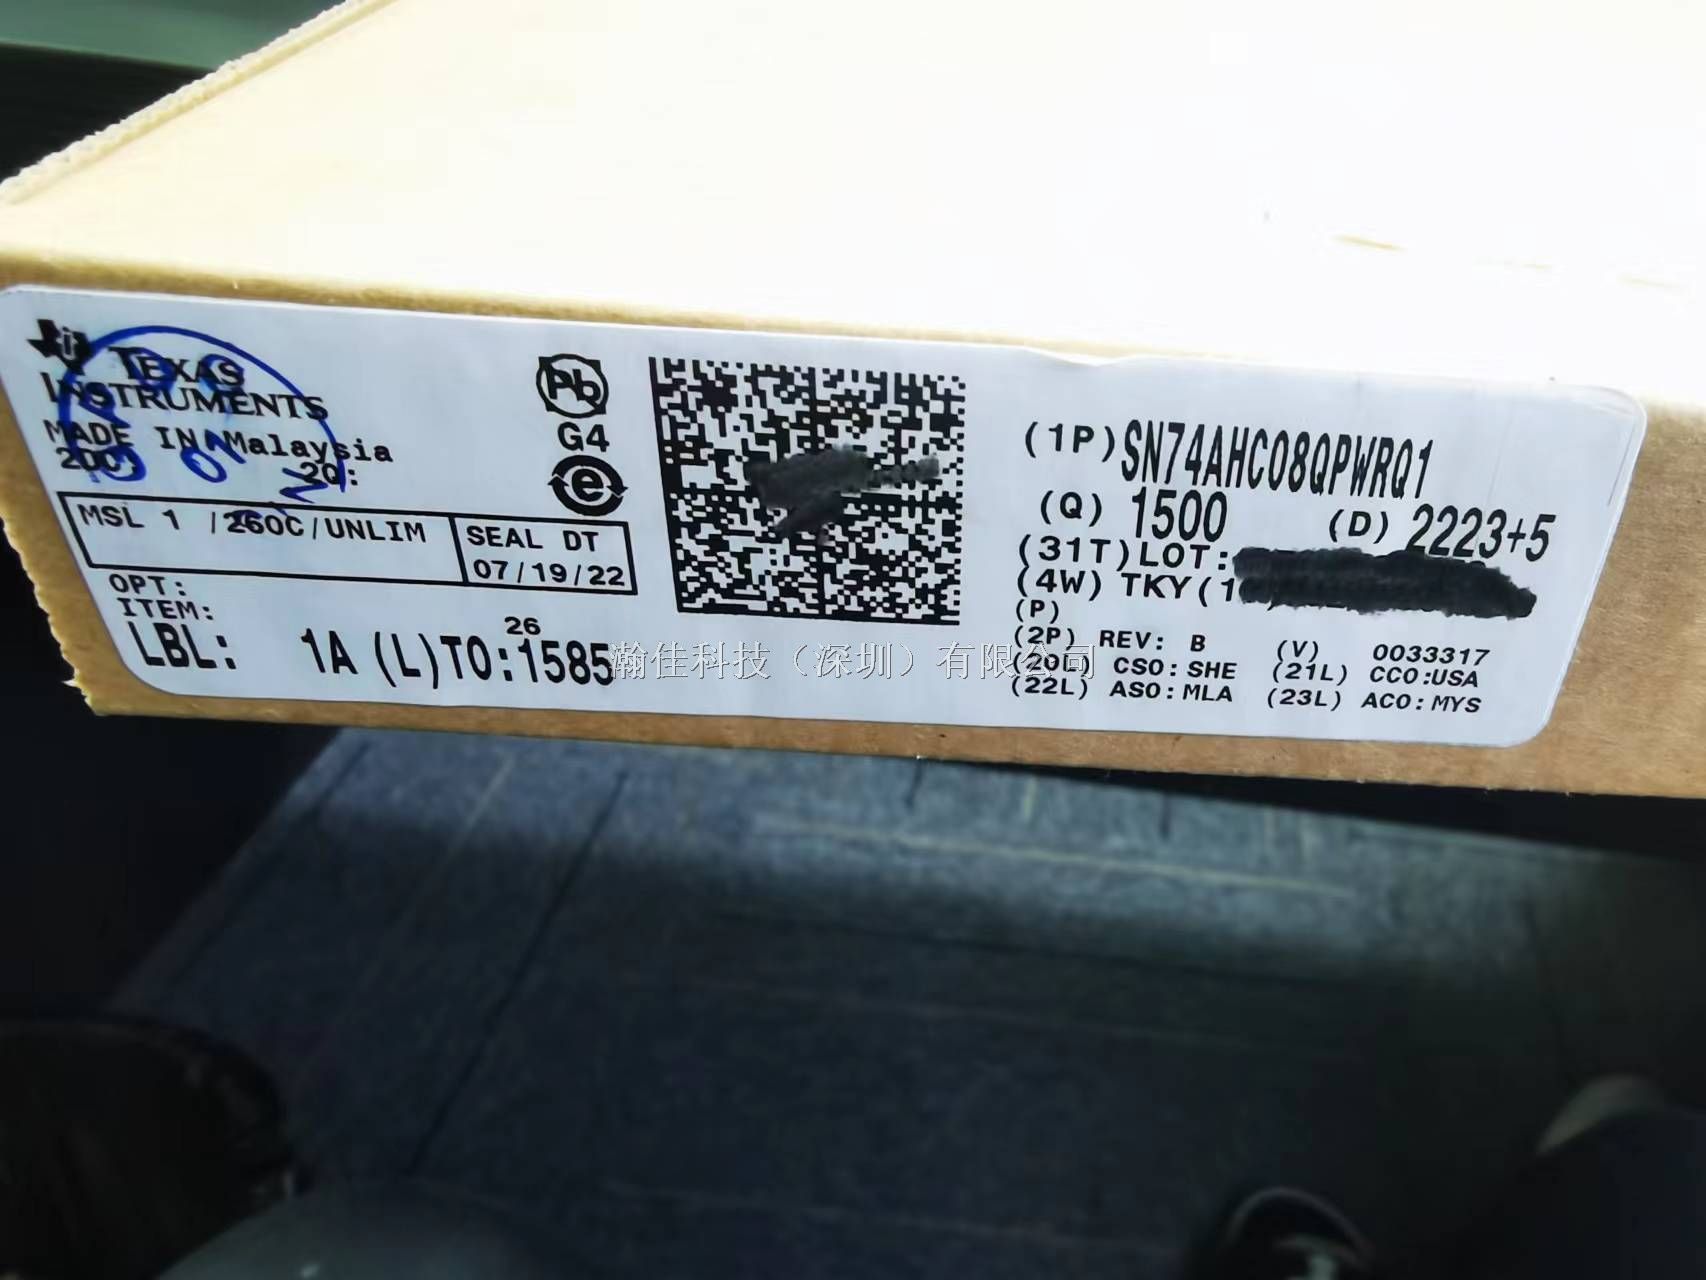 TEXAS
INSTRUMENTS
MADE IN Malaysia
2Q:
MSL 1 /260C/UNLIM
SEAL DT
07/19/22
OPT:
ITEM:
LBL: 1A (L)TO:1585
26
Pb
G4
e
(1P)SN74AHC08QPWRQ1
(Q) 1500 (D) 2223+5
(31T)LOT:
(4W) TKY(1
(P)
(2P) REV: B (V) 0033317
(20L) CSO:SHE (21L) CCO:USA
(22L) ASO:MLA (23L) ACO:MYS
瀚佳科技（深圳）有限公司